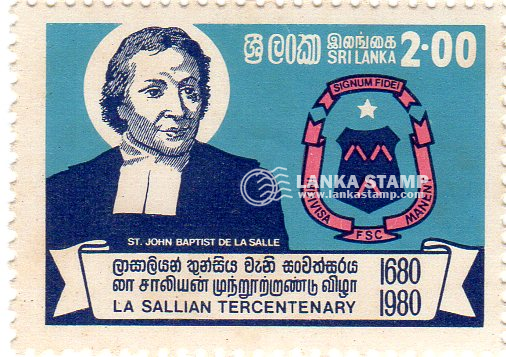 ශ්‍රී ලංකා இலங்கை SRI LANKA 2.00
SIGNUM FIDEI
INDIVISA MANENT
FSC
LANKA STAMP
www.lankastamp.com
ST. JOHN BAPTIST DE LA SALLE
ලාසාලියන් තුන්සිය වැනි සංවත්සරය
லா சாலியன் முந்நூற்றாண்டு விழா
LA SALLIAN TERCENTENARY
1680
1980